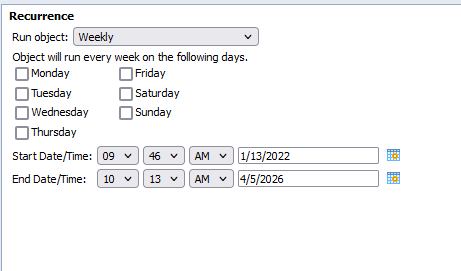 Recurrence
Run object: Weekly
Object will run every week on the following days.
Monday Friday
Tuesday Saturday
Wednesday Sunday
Thursday
Start Date/Time: 09 46 AM 1/13/2022
End Date/Time: 10 13 AM 4/5/2026